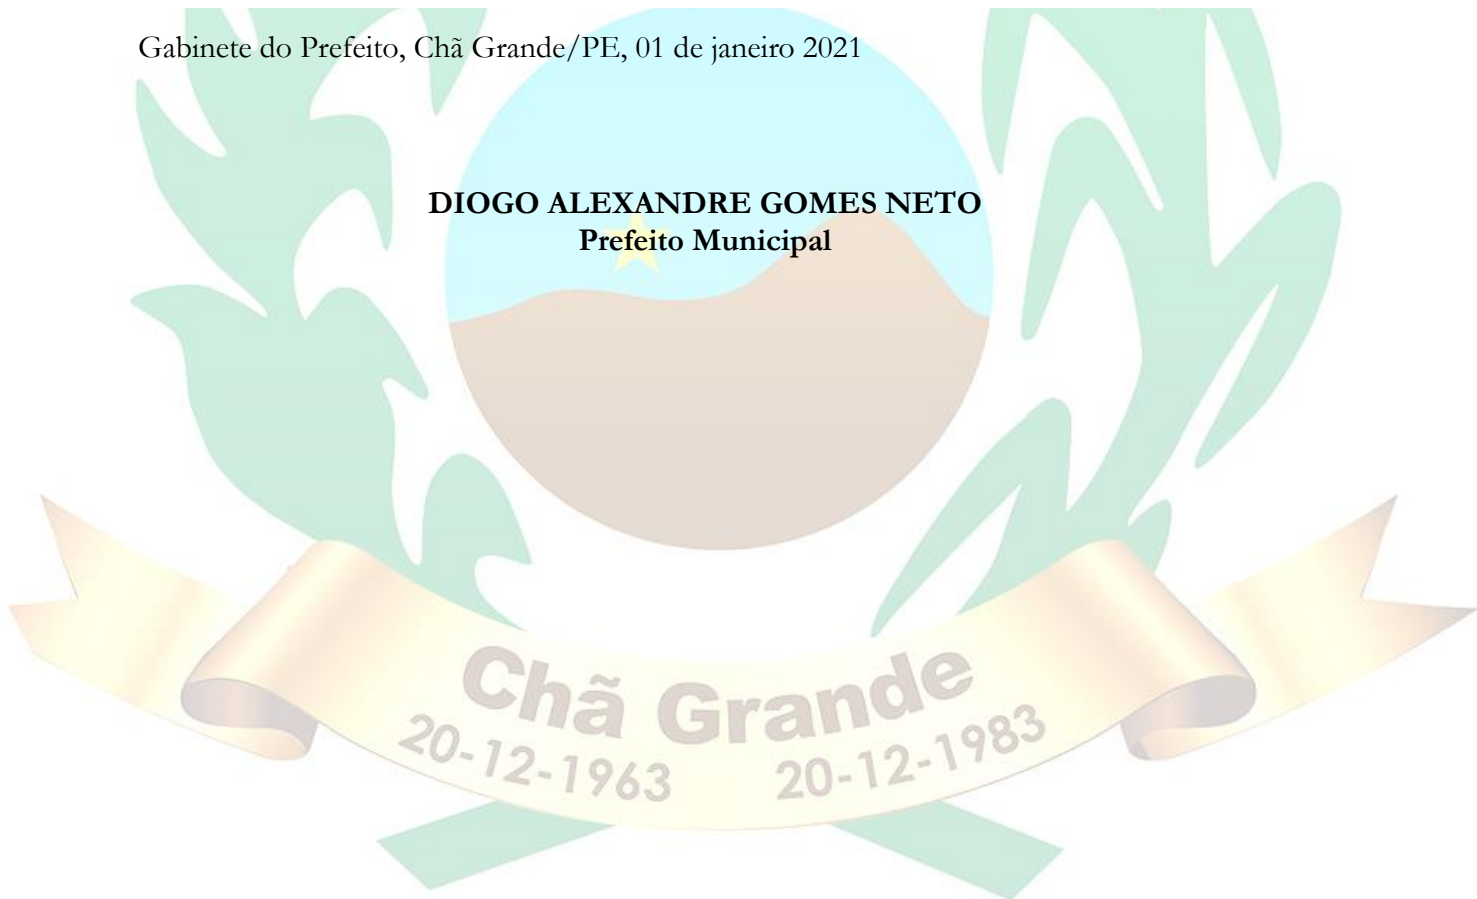 Gabinete do Prefeito, Chã Grande/PE, 01 de janeiro 2021
DIOGO ALEXANDRE GOMES NETO
Prefeito Municipal
Chã Grande
20-12-1963 20-12-1983